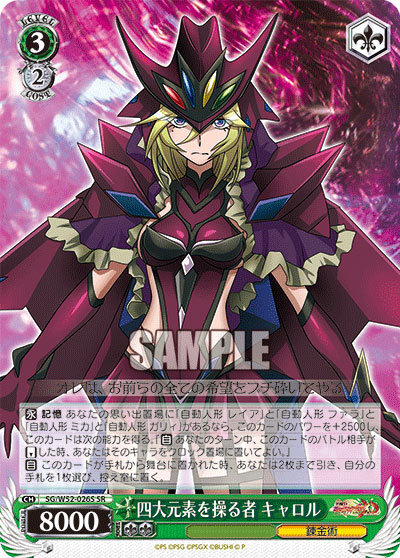 LEVEL
3
2
COST
SAMPLE
オレは、お前らの全ての希望をブチ砕いてやる
永 記憶 あなたの思い出置場に「自動人形 レイア」と「自動人形 ファラ」と
「自動人形 ミカ」と「自動人形 ガリィ」があるなら、このカードのパワーを+2500し、
このカードは次の能力を得る。『自 あなたのターン中、このカードのバトル相手が
した時、あなたはそのキャラをクロック置場に置いてよい。』
自 このカードが手札から舞台に置かれた時、あなたは2枚まで引き、自分の
手札を1枚選び、控え室に置く。
CH SG/W52-026S SR
POWER
8000
四大元素を操る者 キャロル
錬金術
©PS ©PSG ©PSGX ©BUSHI © P